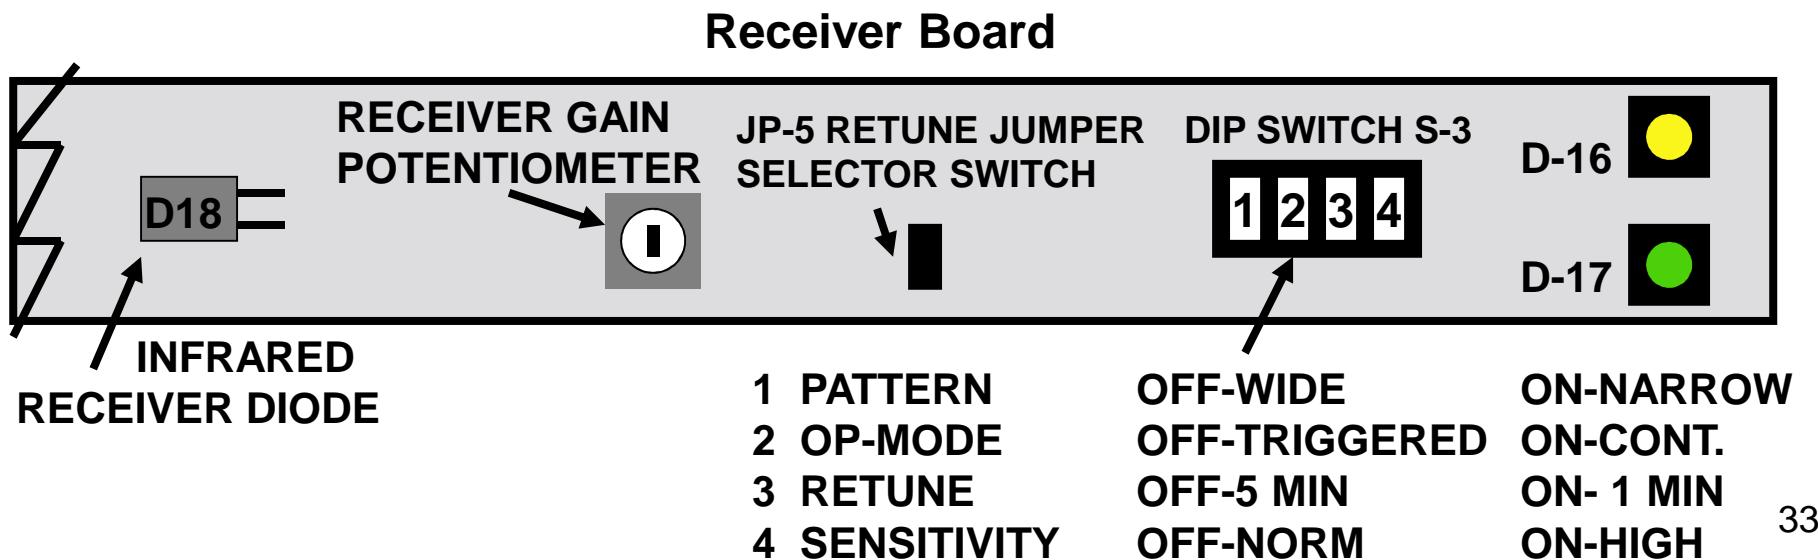 Receiver Board
RECEIVER GAIN
POTENTIOMETER
JP-5 RETUNE JUMPER
SELECTOR SWITCH
DIP SWITCH S-3
1 2 3 4
D-16
D-17
D18
INFRARED
RECEIVER DIODE
1 PATTERN OFF-WIDE ON-NARROW
2 OP-MODE OFF-TRIGGERED ON-CONT.
3 RETUNE OFF-5 MIN ON- 1 MIN
4 SENSITIVITY OFF-NORM ON-HIGH
33